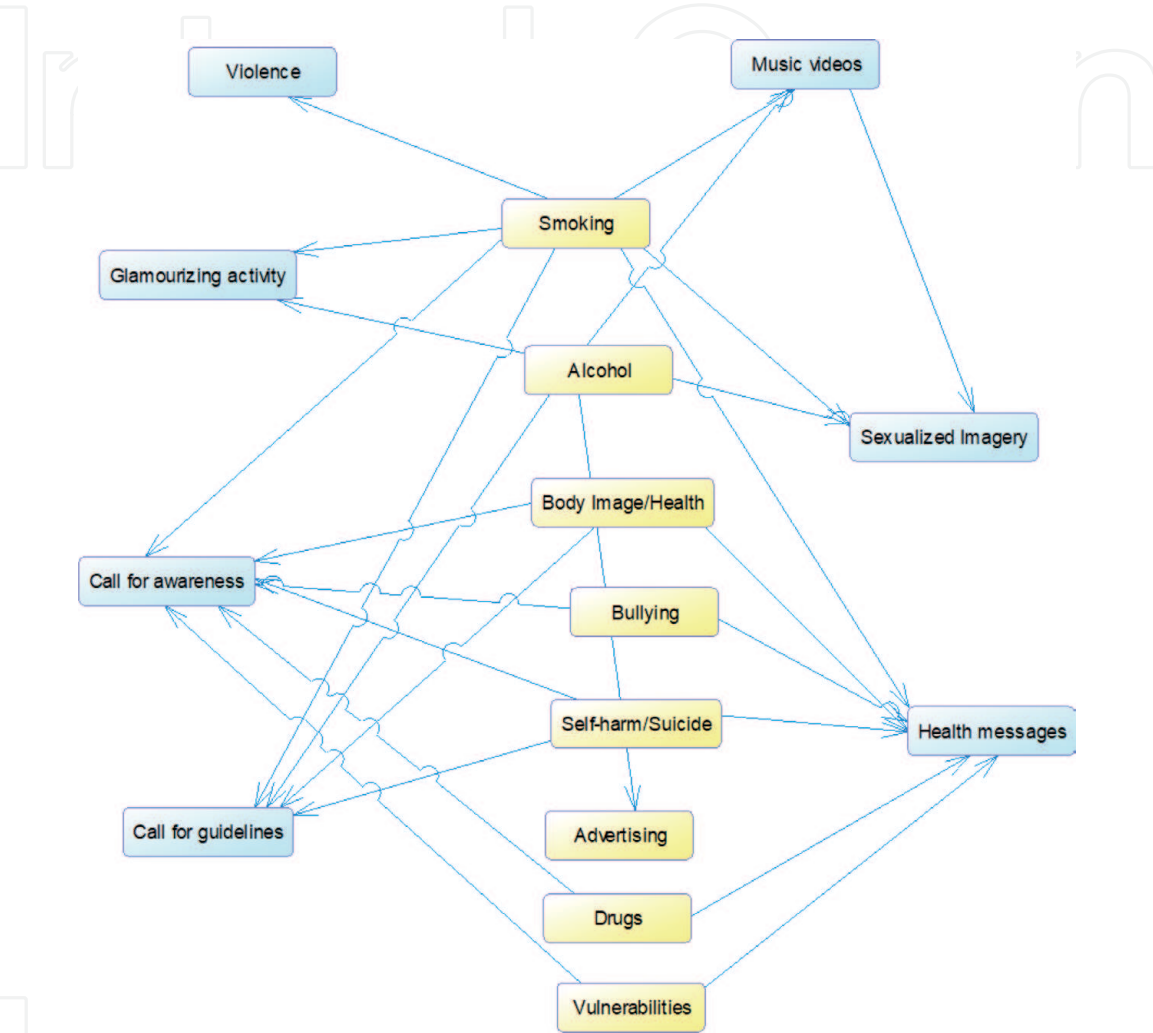 Violence
Music videos
Smoking
Glamourizing activity
Alcohol
Sexualized Imagery
Body Image/Health
Call for awareness
Bullying
Self-harm/Suicide
Health messages
Call for guidelines
Advertising
Drugs
Vulnerabilities